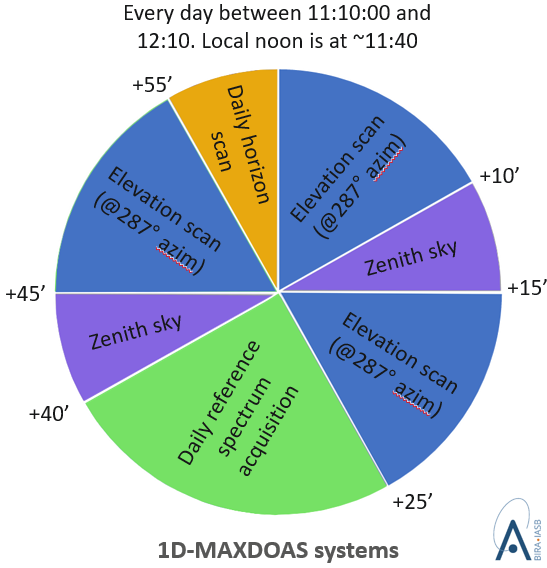 Every day between 11:10:00 and
12:10. Local noon is at ~11:40
+55’
Daily horizon
scan
Elevation scan
(@287° azim)
+10’
Elevation scan
(@287° azim)
Zenith sky
+45’
+15’
Zenith sky
Elevation scan
(@287° azim)
+40’
Daily reference
spectrum
acquisition
+25’
1D-MAXDOAS systems
BIRA•IASB